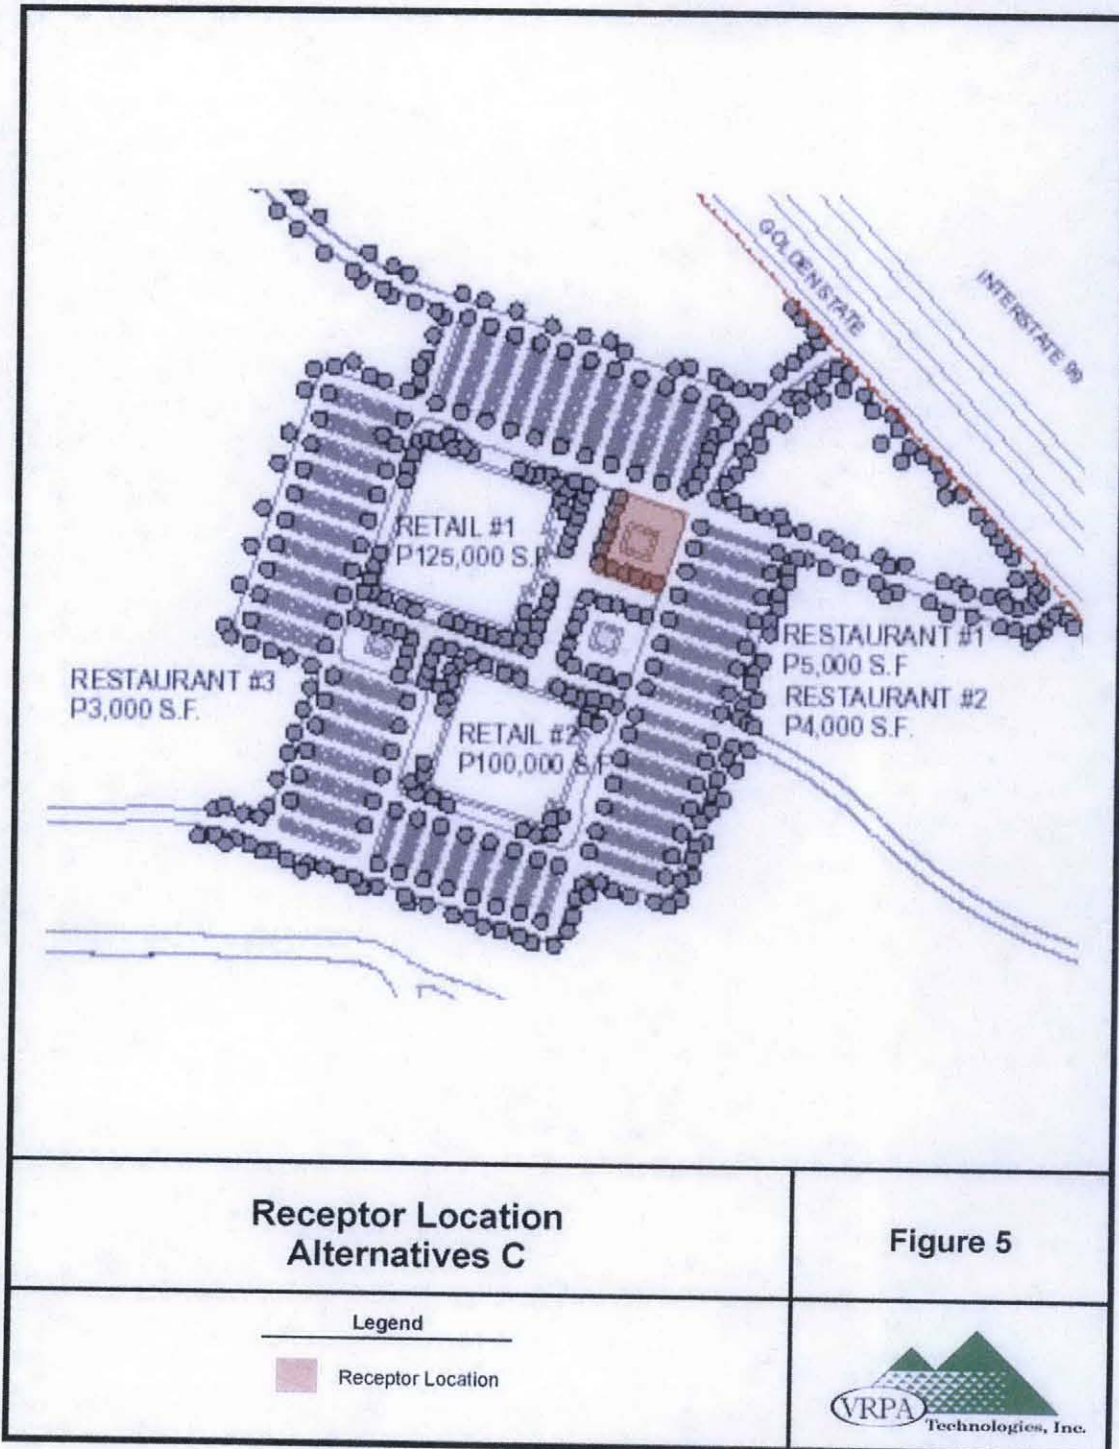 GOLDEN STATE
INTERSTATE 99
RETAIL #1
P125,000 S.F.
RESTAURANT #1
P5,000 S.F
RESTAURANT #2
P4,000 S.F.
RESTAURANT #3
P3,000 S.F.
RETAIL #2
P100,000 S.F
Receptor Location
Alternatives C
Figure 5
Legend
Receptor Location
VRPA
Technologies, Inc.